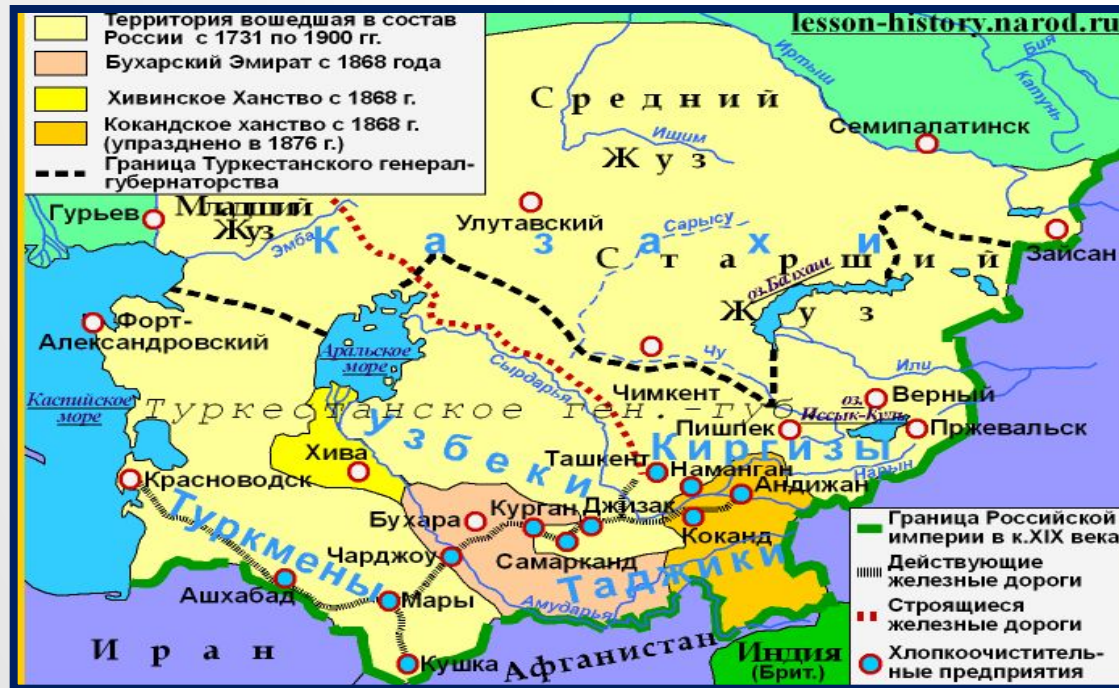 Территория вошедшая в состав
России с 1731 по 1900 гг.
Бухарский Эмират с 1868 года
Хивинское Ханство с 1868 г.
Кокандское ханство с 1868 г.
(упразднено в 1876 г.)
Граница Туркестанского генерал-
губернаторства
lesson-history.narod.ru
Иртыш
Бия
Катунь
Средний
Жуз
Ишим
Семипалатинск
Гурьев
Младший
Жуз
Эмба
Улутавский
Сарысу
Казахи
Старший
Жуз
оз.Балхаш
Зайсан
Форт-
Александровский
Аральское
море
Каспийское
море
Сырдарья
Чу
Чимкент
Или
Верный
Туркестанское ген.-губ
оз.
Иссык-Куль
Пишпек
Пржевальск
Узбеки
Киргизы
Нарын
Хива
Ташкент
Наманган
Андижан
Красноводск
Туркмены
Бухара
Курган
Джизак
Коканд
Чарджоу
Самарканд
Таджики
Ашхабад
Мары
Амударья
Кушка
Иран
Афганистан
Индия
(Брит.)
Граница Российской
империи в к.XIX века
Действующие
железные дороги
Строящиеся
железные дороги
Хлопкоочиститель-
ные предприятия